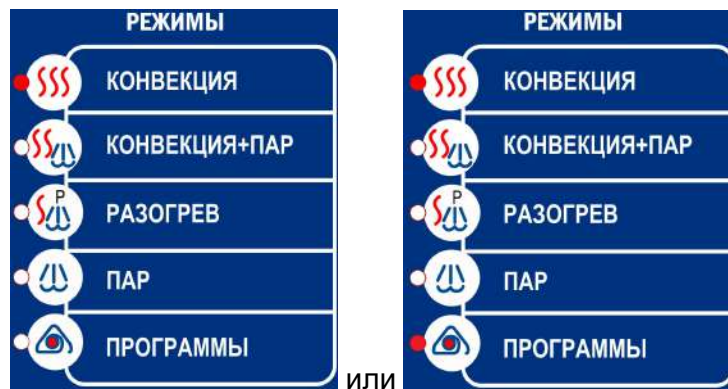 РЕЖИМЫ
КОНВЕКЦИЯ
КОНВЕКЦИЯ+ПАР
P
РАЗОГРЕВ
ПАР
ПРОГРАММЫ
или
РЕЖИМЫ
КОНВЕКЦИЯ
КОНВЕКЦИЯ+ПАР
P
РАЗОГРЕВ
ПАР
ПРОГРАММЫ